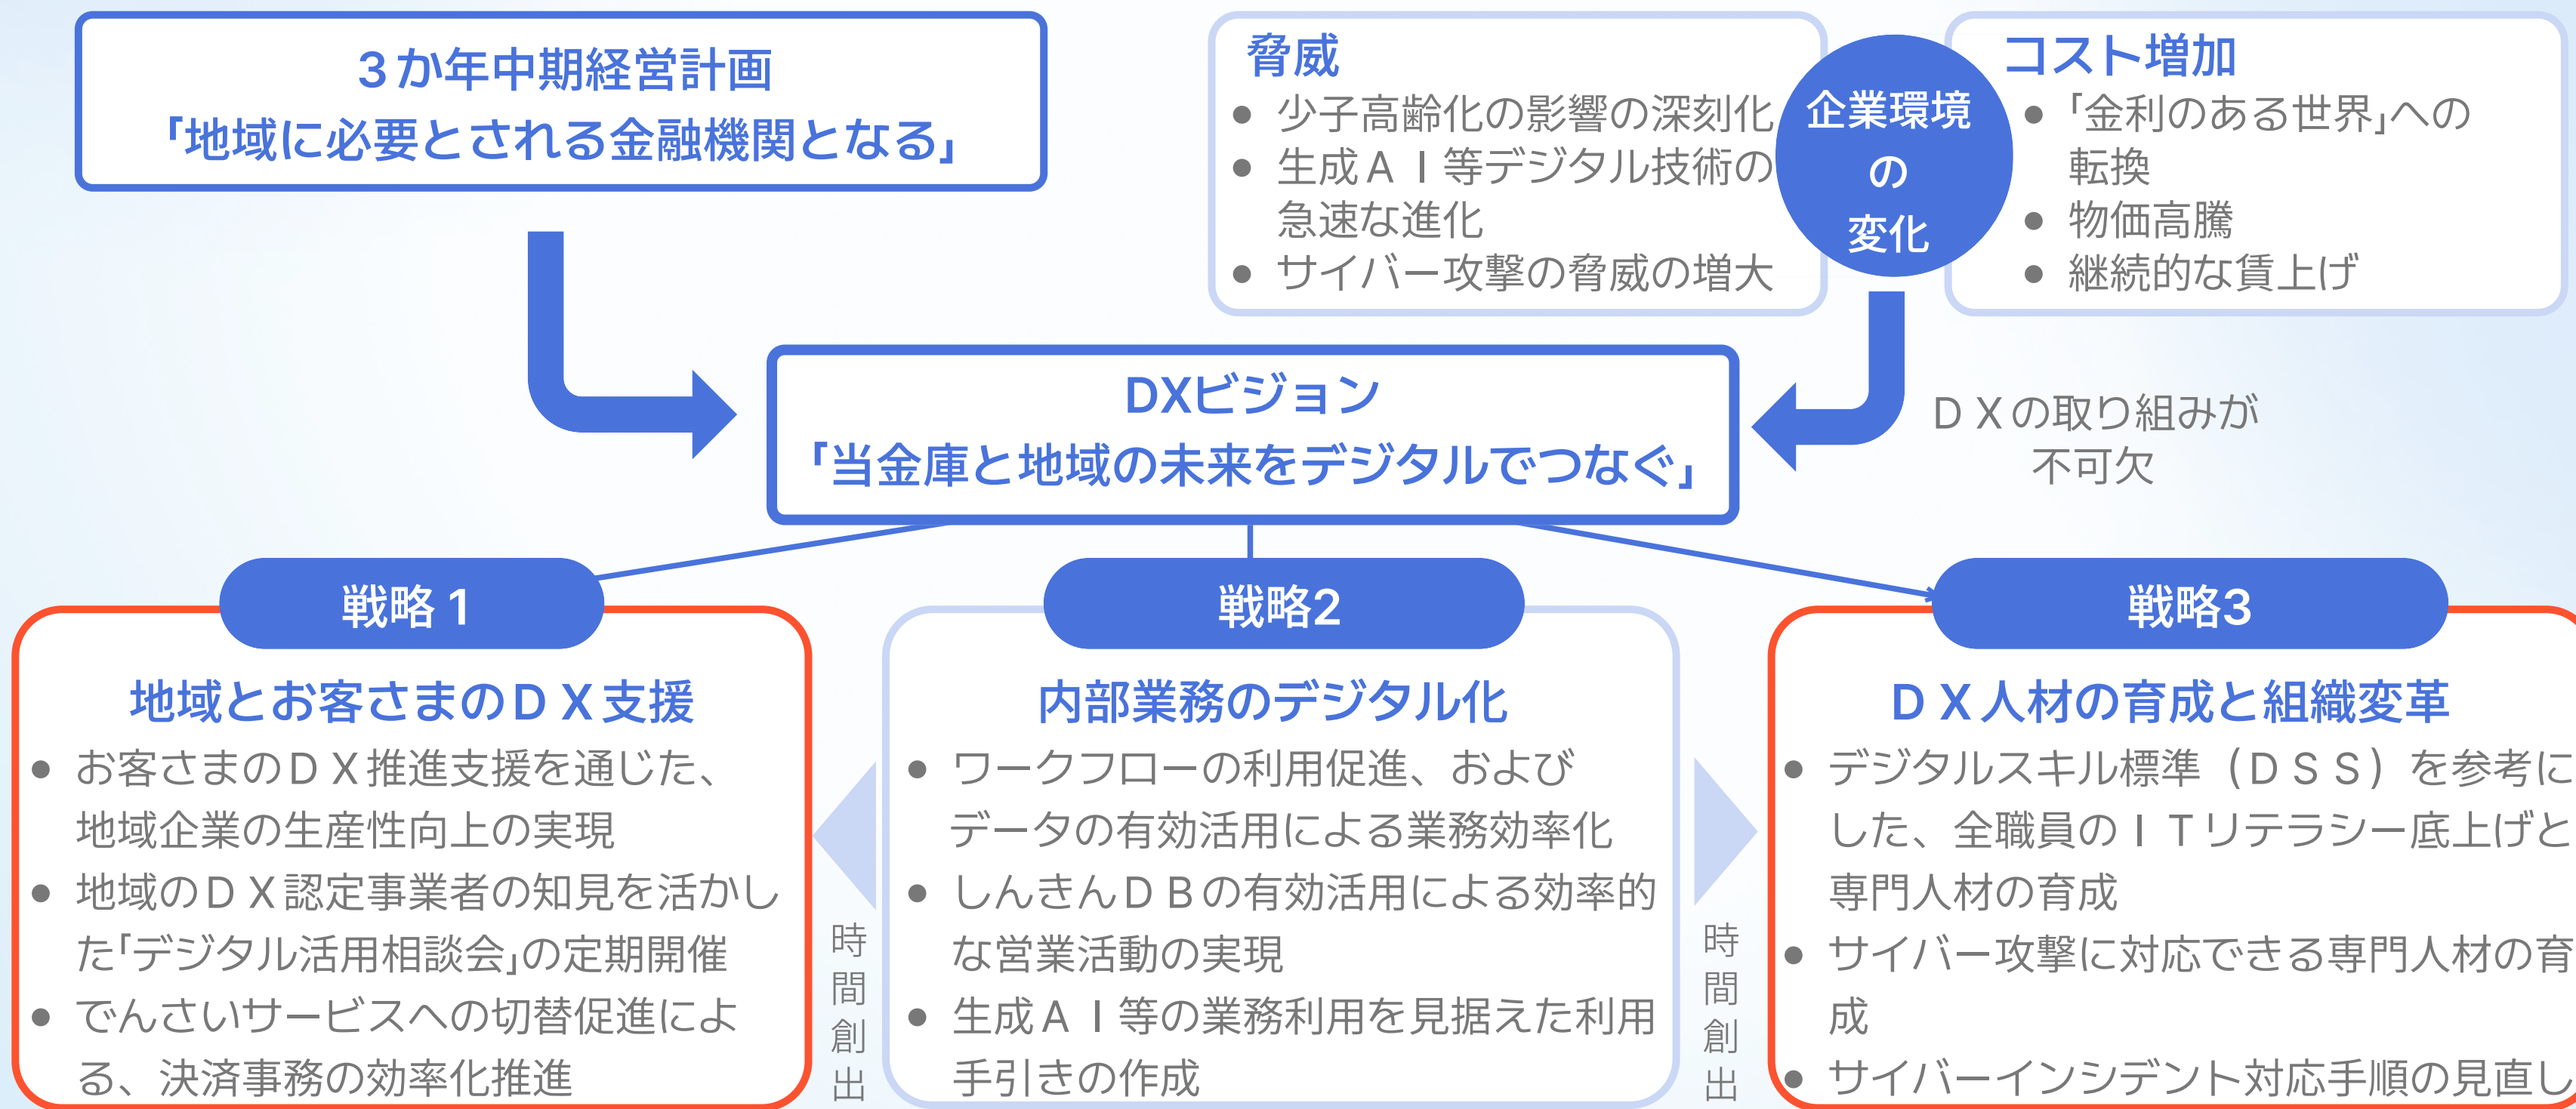 3か年中期経営計画
「地域に必要とされる金融機関となる」
脅威
● 少子高齢化の影響の深刻化
● 生成ＡＩ等デジタル技術の
急速な進化
● サイバー攻撃の脅威の増大
企業環境
の
変化
コスト増加
● 「金利のある世界」への
転換
● 物価高騰
● 継続的な賃上げ
DXビジョン
「当金庫と地域の未来をデジタルでつなぐ」
ＤＸの取り組みが
不可欠
戦略1
地域とお客さまのＤＸ支援
● お客さまのＤＸ推進支援を通じた、
地域企業の生産性向上の実現
● 地域のＤＸ認定事業者の知見を活かし
た「デジタル活用相談会」の定期開催
● でんさいサービスへの切替促進によ
る、決済事務の効率化推進
時
間
創
出
戦略2
内部業務のデジタル化
● ワークフローの利用促進、および
データの有効活用による業務効率化
● しんきんＤＢの有効活用による効率的
な営業活動の実現
● 生成ＡＩ等の業務利用を見据えた利用
手引きの作成
時
間
創
出
戦略3
ＤＸ人材の育成と組織変革
● デジタルスキル標準（ＤＳＳ）を参考に
した、全職員のＩＴリテラシー底上げと
専門人材の育成
● サイバー攻撃に対応できる専門人材の育
成
● サイバーインシデント対応手順の見直し